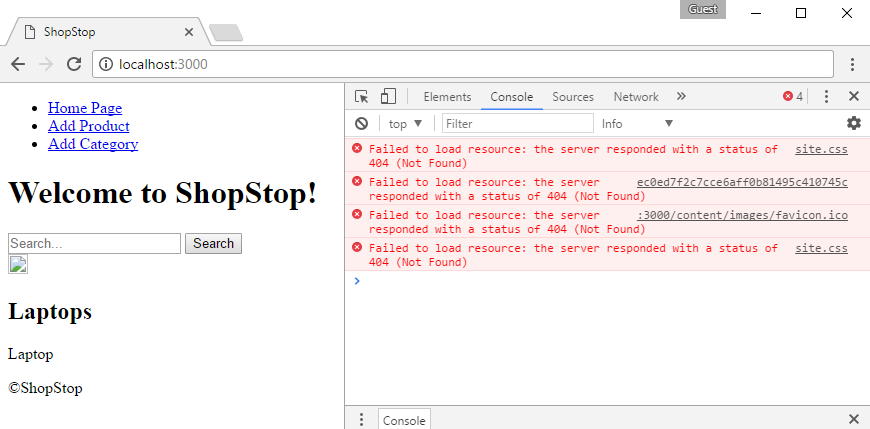 Guest
ShopStop
localhost:3000
Home Page
Add Product
Add Category
Welcome to ShopStop!
Search...
Search
Laptops
Laptop
©ShopStop
Elements
Console
Sources
Network
4
top
Filter
Info
Failed to load resource: the server responded with a status of site.css
404 (Not Found)
Failed to load resource: the server ec0ed7f2c7cce6aff0b81495c410745c
responded with a status of 404 (Not Found)
Failed to load resource: the server :3000/content/images/favicon.ico
responded with a status of 404 (Not Found)
Failed to load resource: the server responded with a status of site.css
404 (Not Found)
Console